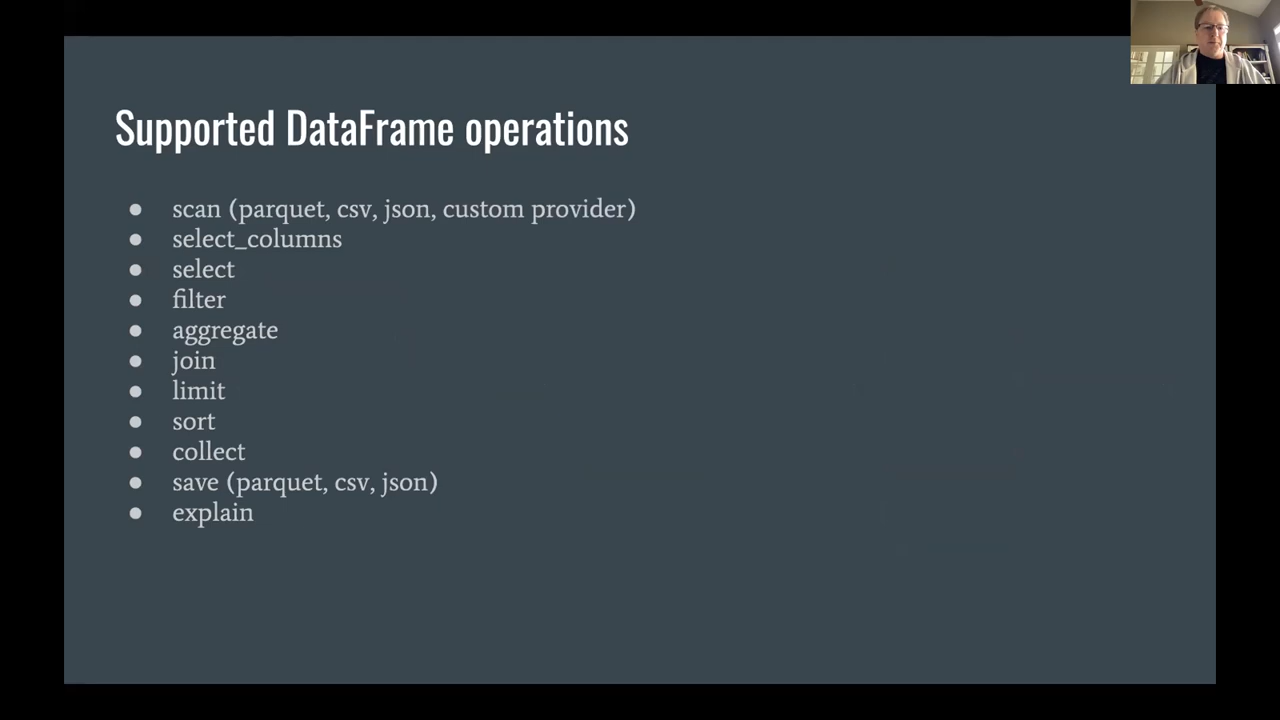 Supported DataFrame operations
● scan (parquet, csv, json, custom provider)
● select_columns
● select
● filter
● aggregate
● join
● limit
● sort
● collect
● save (parquet, csv, json)
● explain